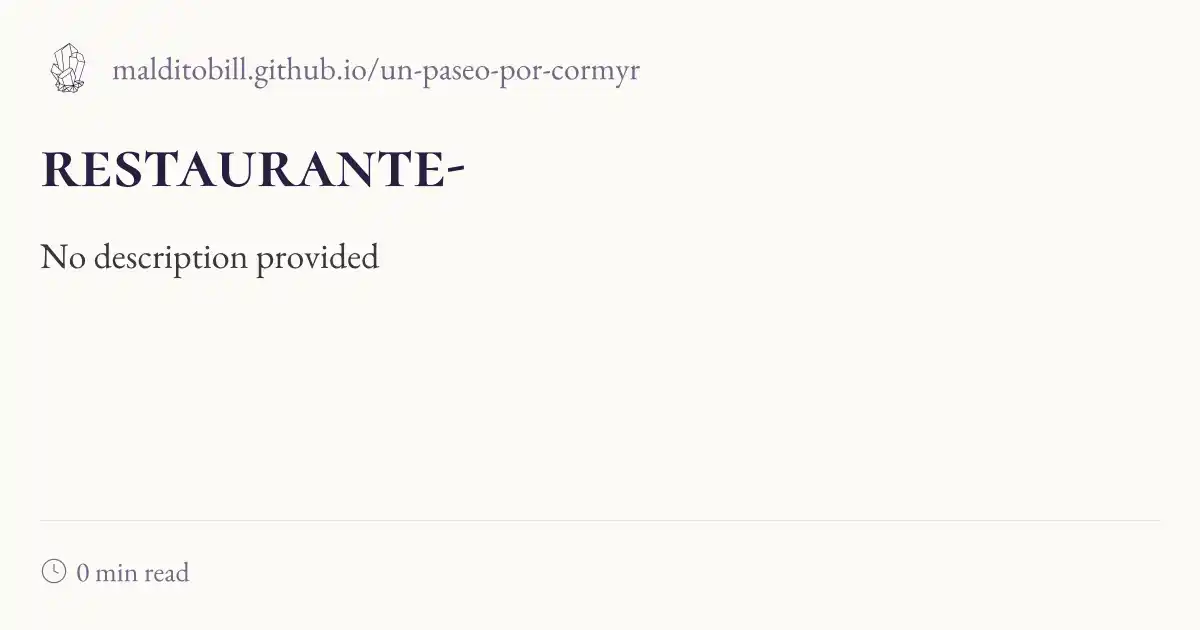 malditobill.github.io/un-paseo-por-cormyr
RESTAURANTE-
No description provided
0 min read